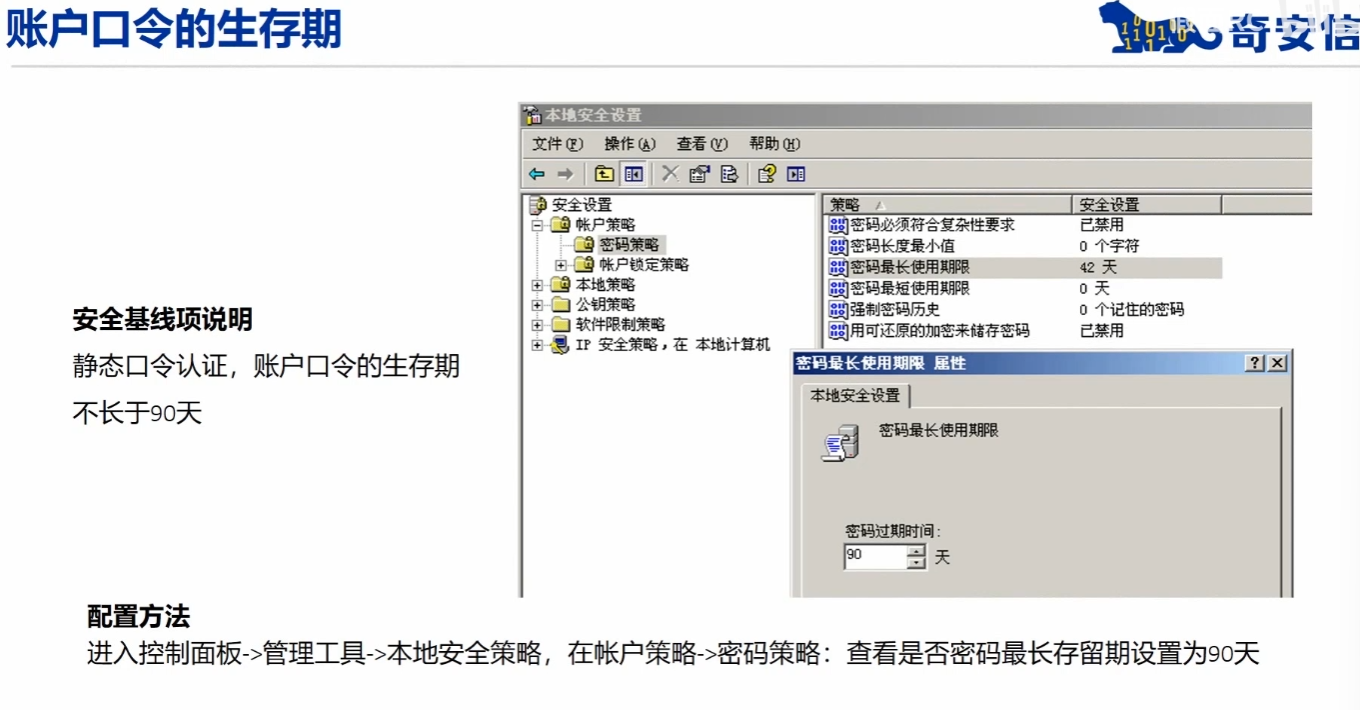 账户口令的生存期
奇安信
本地安全设置
文件(F) 操作(A) 查看(V) 帮助(H)
安全设置
帐户策略
密码策略
帐户锁定策略
本地策略
公钥策略
软件限制策略
IP 安全策略，在 本地计算机
策略 安全设置
密码必须符合复杂性要求 已禁用
密码长度最小值 0 个字符
密码最长使用期限 42 天
密码最短使用期限 0 天
强制密码历史 0 个记住的密码
用可还原的加密来储存密码 已禁用
密码最长使用期限 属性
本地安全设置
密码最长使用期限
密码过期时间:
90 天
安全基线项说明
静态口令认证，账户口令的生存期
不长于90天
配置方法
进入控制面板->管理工具->本地安全策略，在帐户策略->密码策略：查看是否密码最长存留期设置为90天